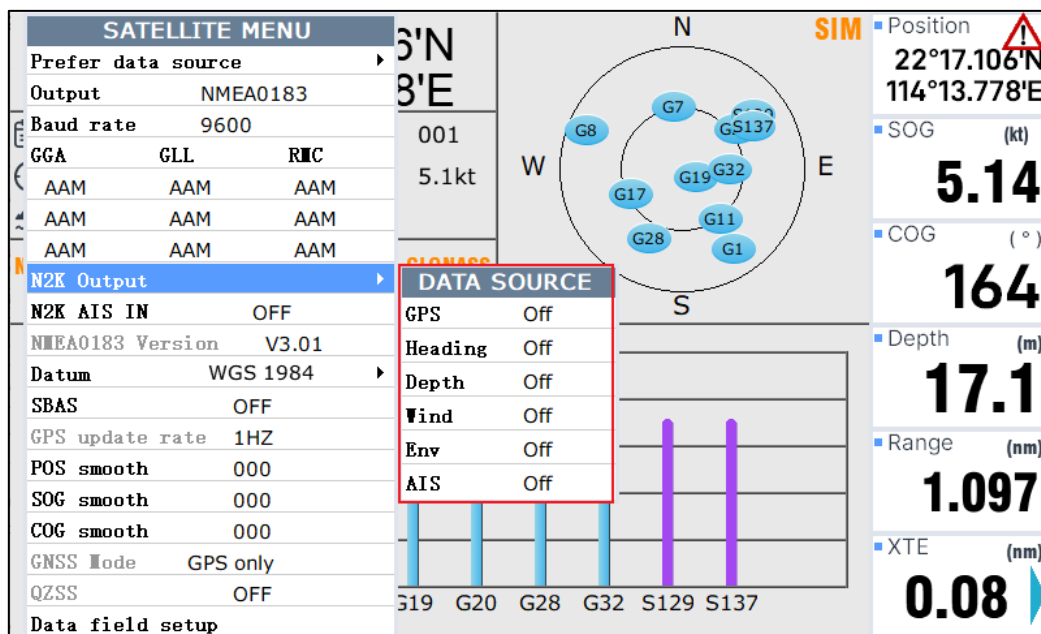 SATELLITE MENU
Prefer data source
Output NMEA0183
Baud rate 9600
GGA GLL RMC
AAM AAM AAM
AAM AAM AAM
AAM AAM AAM
N2K Output
N2K AIS IN OFF
NMEA0183 Version V3.01
Datum WGS 1984
SBAS OFF
GPS update rate 1HZ
POS smooth 000
SOG smooth 000
COG smooth 000
GNSS Mode GPS only
QZSS OFF
Data field setup
'N
8'E
001
5.1kt
GLONASS
DATA SOURCE
GPS Off
Heading Off
Depth Off
Wind Off
Env Off
AIS Off
SIM
N
W
E
S
G7
G8
S137
G19
G32
G17
G11
G28
G1
G19 G20 G28 G32 S129 S137
Position
22°17.106'N
114°13.778'E
SOG (kt)
5.14
COG (°)
164
Depth (m)
17.1
Range (nm)
1.097
XTE (nm)
0.08